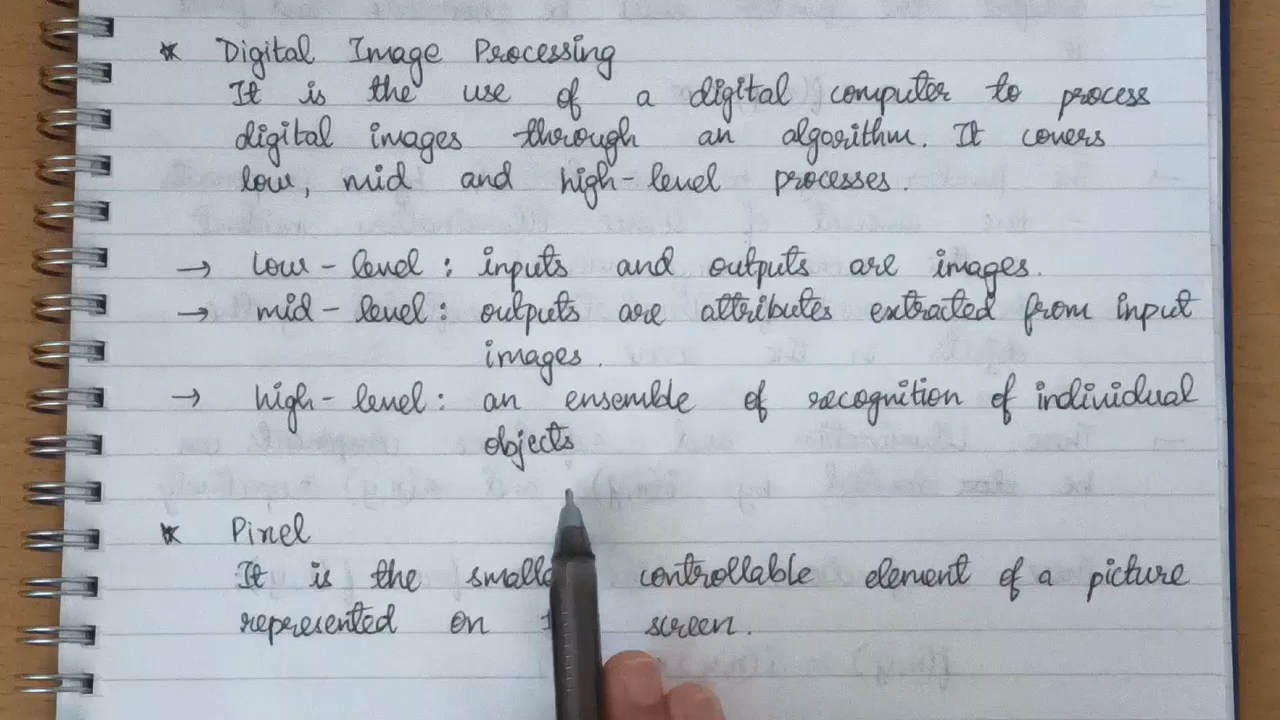 * Digital Image Processing
It is the use of a digital computer to process
digital images through an algorithm. It covers
low, mid and high-level processes.
→ low-level: inputs and outputs are images.
→ mid-level: outputs are attributes extracted from input
images.
→ high-level: an ensemble of recognition of individual
objects
* Pixel
It is the controllable element of a picture
represented on screen.